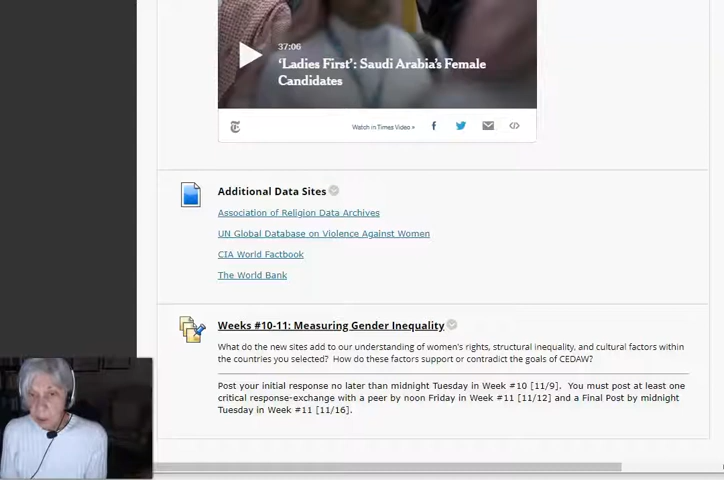 37:06
'Ladies First': Saudi Arabia's Female
Candidates
Watch in Times Video »
Additional Data Sites
Association of Religion Data Archives
UN Global Database on Violence Against Women
CIA World Factbook
The World Bank
Weeks #10-11: Measuring Gender Inequality
What do the new sites add to our understanding of women's rights, structural inequality, and cultural factors within
the countries you selected?  How do these factors support or contradict the goals of CEDAW?
Post your initial response no later than midnight Tuesday in Week #10 [11/9].  You must post at least one
critical response-exchange with a peer by noon Friday in Week #11 [11/12] and a Final Post by midnight
Tuesday in Week #11 [11/16].